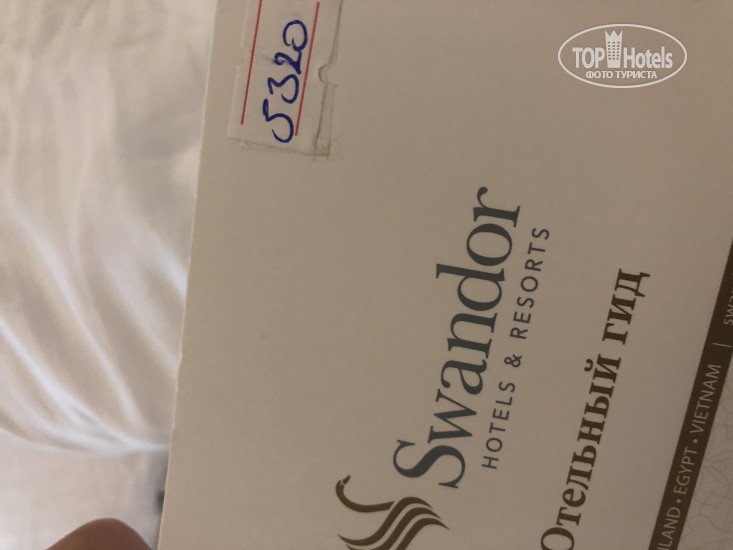 5320
Swandor
HOTELS & RESORTS
Отельный гид
EGYPT • VIETNAM |
TOP Hotels
ФОТО ТУРИСТА